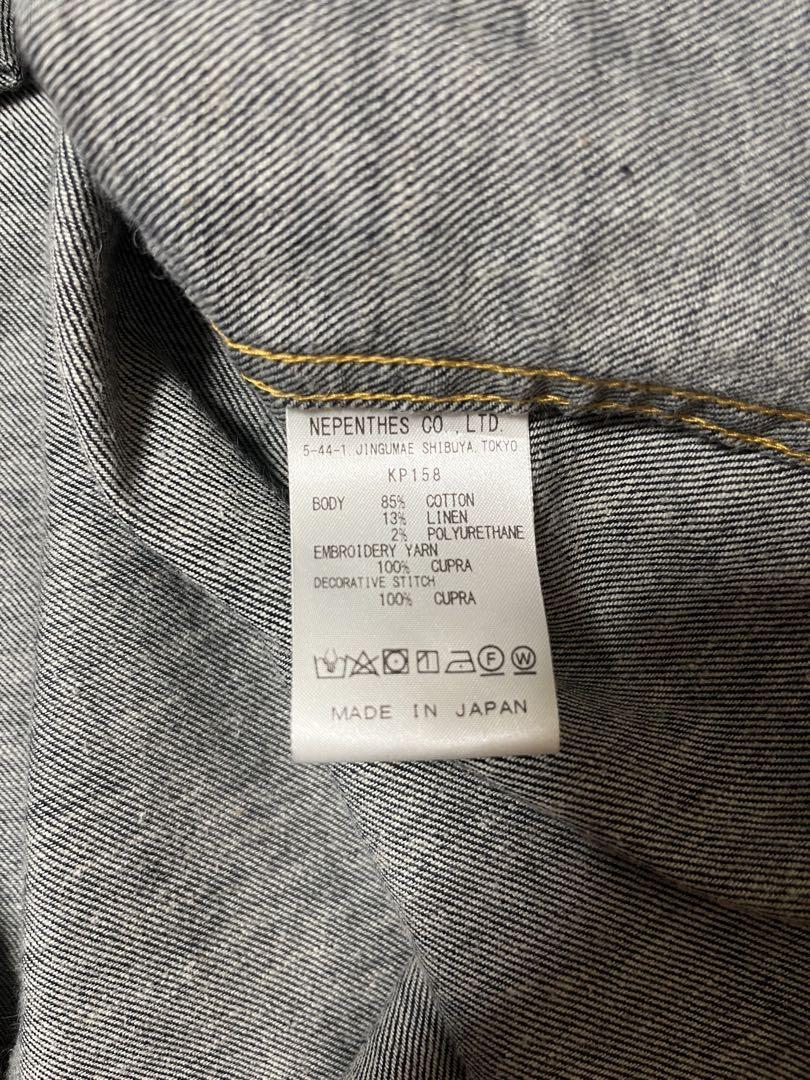 NEPENTHES CO.,LTD.
5-44-1 JINGUMAE SHIBUYA.TOKYO
KP158
BODY 85% COTTON
13% LINEN
2% POLYURETHANE
EMBROIDERY YARN
100% CUPRA
DECORATIVE STITCH
100% CUPRA
F W
MADE IN JAPAN